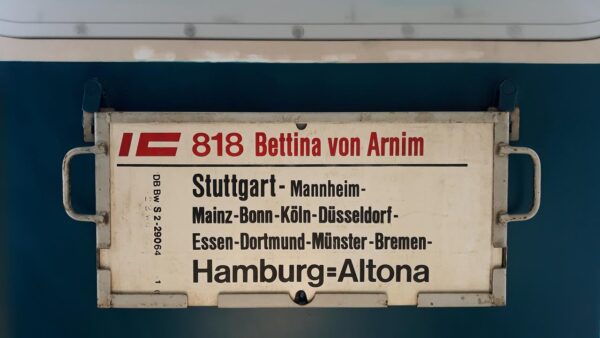 IC 818 Bettina von Arnim
Stuttgart- Mannheim-
Mainz-Bonn-Köln-Düsseldorf-
Essen-Dortmund-Münster-Bremen-
Hamburg=Altona
DB Bw S 2-29064